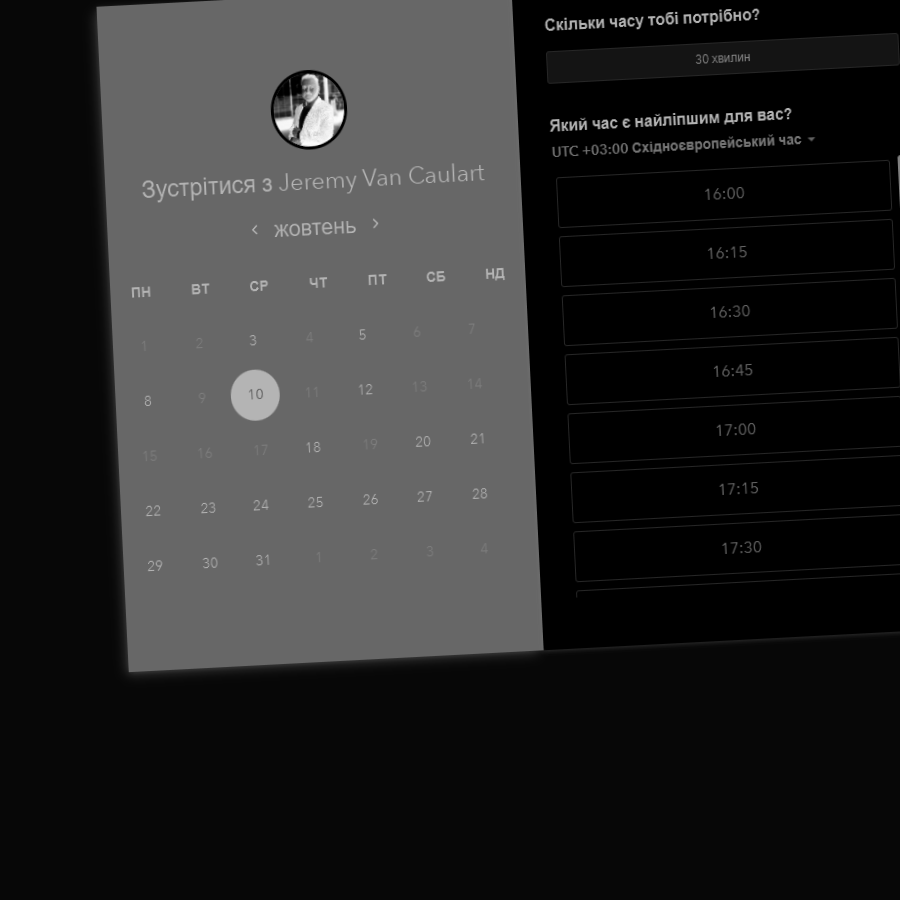 Зустрітися з Jeremy Van Caulart
‹ жовтень ›
ПН ВТ СР ЧТ ПТ СБ НД
1 2 3 4 5 6 7
8 9 10 11 12 13 14
15 16 17 18 19 20 21
22 23 24 25 26 27 28
29 30 31 1 2 3 4
Скільки часу тобі потрібно?
30 хвилин
Який час є найліпшим для вас?
UTC +03:00 Східноєвропейський час
16:00
16:15
16:30
16:45
17:00
17:15
17:30